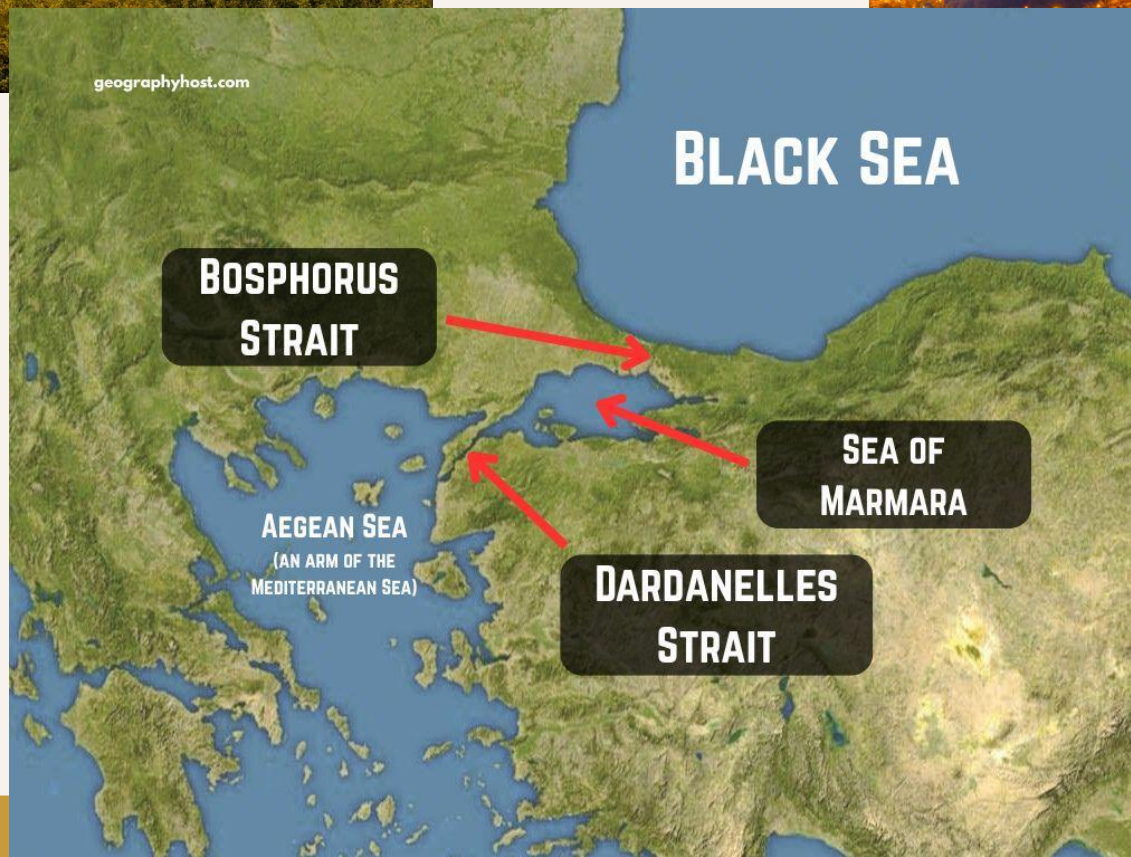 geographyhost.com
BLACK SEA
BOSPHORUS
STRAIT
SEA OF
MARMARA
AEGEAN SEA
(AN ARM OF THE
MEDITERRANEAN SEA)
DARDANELLES
STRAIT